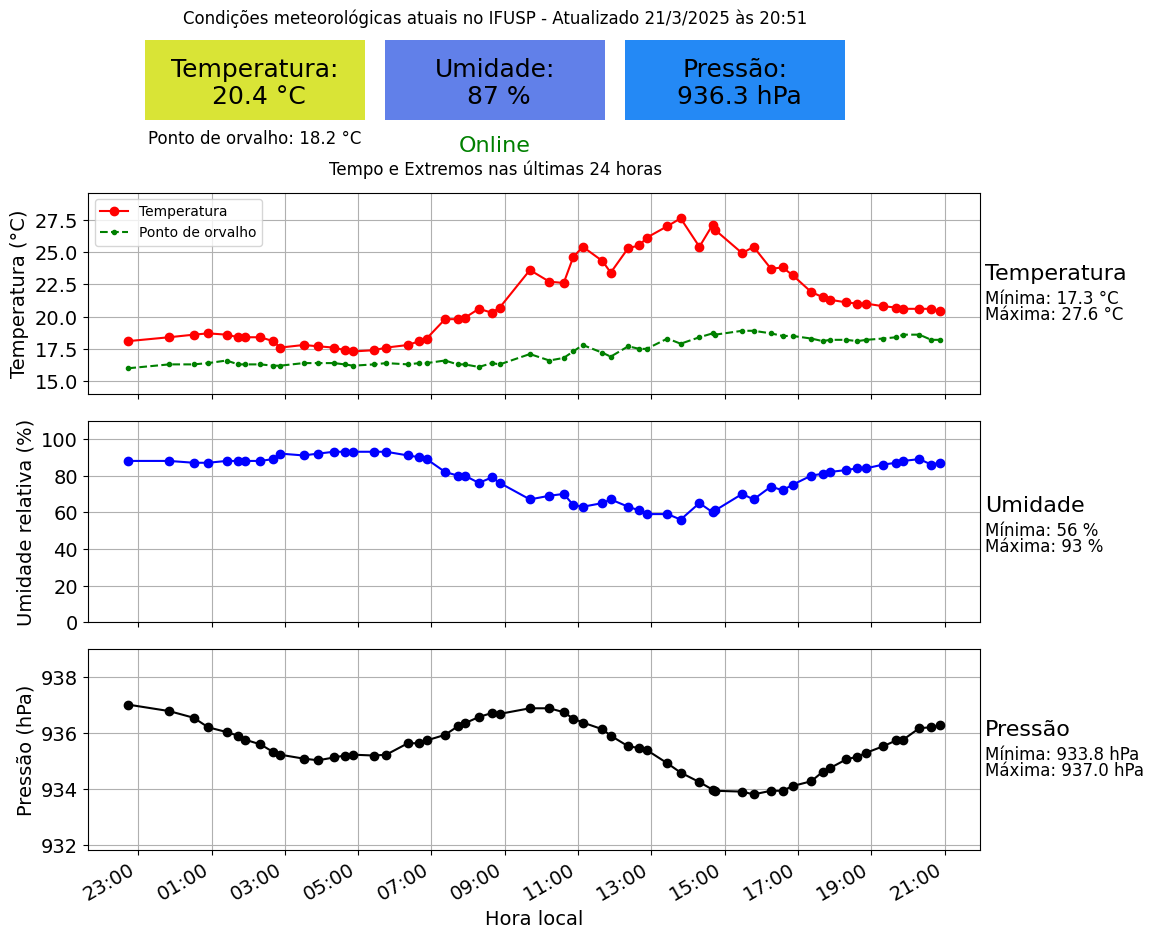 Condições meteorológicas atuais no IFUSP - Atualizado 21/3/2025 às 20:51
Temperatura:
20.4 °C
Umidade:
87 %
Pressão:
936.3 hPa
Ponto de orvalho: 18.2 °C
Online
Tempo e Extremos nas últimas 24 horas
Temperatura (°C)
27.5
25.0
22.5
20.0
17.5
15.0
Temperatura
Ponto de orvalho
Temperatura
Mínima: 17.3 °C
Máxima: 27.6 °C
Umidade relativa (%)
100
80
60
40
20
0
Umidade
Mínima: 56 %
Máxima: 93 %
Pressão (hPa)
938
936
934
932
Pressão
Mínima: 933.8 hPa
Máxima: 937.0 hPa
23:00 01:00 03:00 05:00 07:00 09:00 11:00 13:00 15:00 17:00 19:00 21:00
Hora local